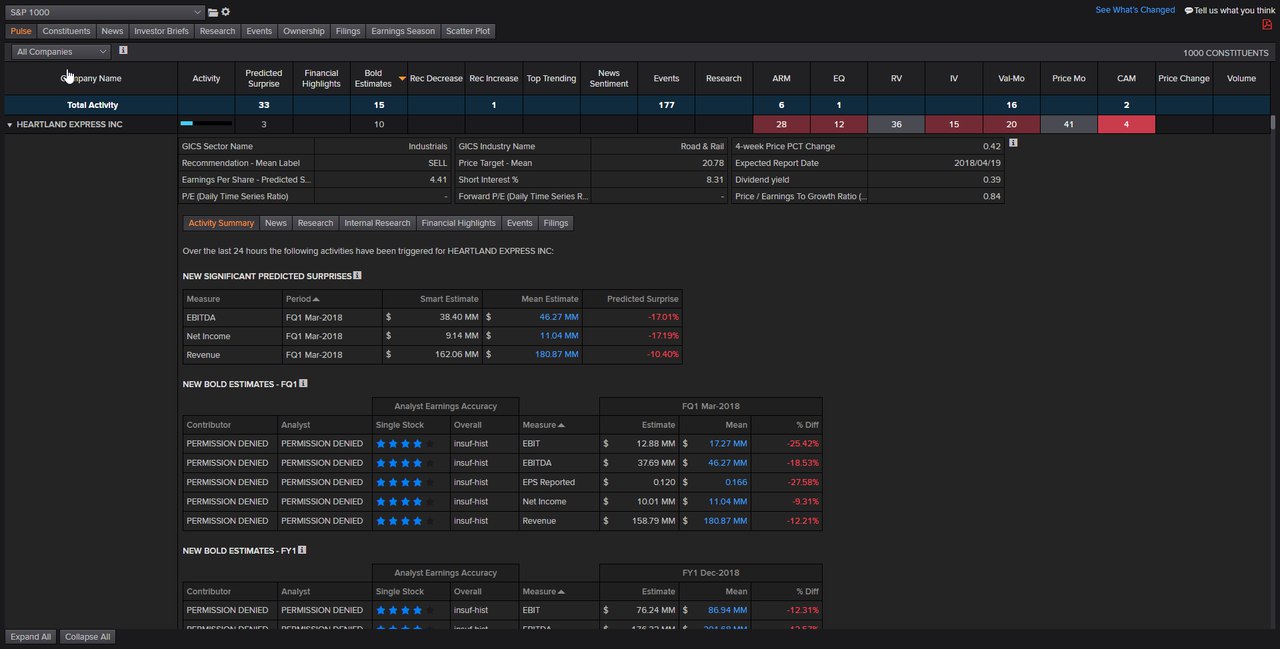 S&P 1000
See What's Changed Tell us what you think
Pulse Constituents News Investor Briefs Research Events Ownership Filings Earnings Season Scatter Plot
All Companies
1000 CONSTITUENTS
Company Name Activity Predicted Surprise Financial Highlights Bold Estimates Rec Decrease Rec Increase Top Trending News Sentiment Events Research ARM EQ RV IV Val-Mo Price Mo CAM Price Change Volume
Total Activity 33 15 1 177 6 1 16 2
HEARTLAND EXPRESS INC 3 10 28 12 36 15 20 41 4
GICS Sector Name Industrials GICS Industry Name Road & Rail 4-week Price PCT Change 0.42
Recommendation - Mean Label SELL Price Target - Mean 20.78 Expected Report Date 2018/04/19
Earnings Per Share - Predicted S... 4.41 Short Interest % 8.31 Dividend yield 0.39
P/E (Daily Time Series Ratio) - Forward P/E (Daily Time Series R... - Price / Earnings To Growth Ratio (... 0.84
Activity Summary News Research Internal Research Financial Highlights Events Filings
Over the last 24 hours the following activities have been triggered for HEARTLAND EXPRESS INC:
NEW SIGNIFICANT PREDICTED SURPRISES
Measure Period Smart Estimate Mean Estimate Predicted Surprise
EBITDA FQ1 Mar-2018 $ 38.40 MM $ 46.27 MM -17.01%
Net Income FQ1 Mar-2018 $ 9.14 MM $ 11.04 MM -17.19%
Revenue FQ1 Mar-2018 $ 162.06 MM $ 180.87 MM -10.40%
NEW BOLD ESTIMATES - FQ1
Analyst Earnings Accuracy FQ1 Mar-2018
Contributor Analyst Single Stock Overall Measure Estimate Mean % Diff
PERMISSION DENIED PERMISSION DENIED insuf-hist EBIT $ 12.88 MM $ 17.27 MM -25.42%
PERMISSION DENIED PERMISSION DENIED insuf-hist EBITDA $ 37.69 MM $ 46.27 MM -18.53%
PERMISSION DENIED PERMISSION DENIED insuf-hist EPS Reported $ 0.120 $ 0.166 -27.58%
PERMISSION DENIED PERMISSION DENIED insuf-hist Net Income $ 10.01 MM $ 11.04 MM -9.31%
PERMISSION DENIED PERMISSION DENIED insuf-hist Revenue $ 158.79 MM $ 180.87 MM -12.21%
NEW BOLD ESTIMATES - FY1
Analyst Earnings Accuracy FY1 Dec-2018
Contributor Analyst Single Stock Overall Measure Estimate Mean % Diff
PERMISSION DENIED PERMISSION DENIED insuf-hist EBIT $ 76.24 MM $ 86.94 MM -12.31%
PERMISSION DENIED PERMISSION DENIED insuf-hist EBITDA
Expand All Collapse All